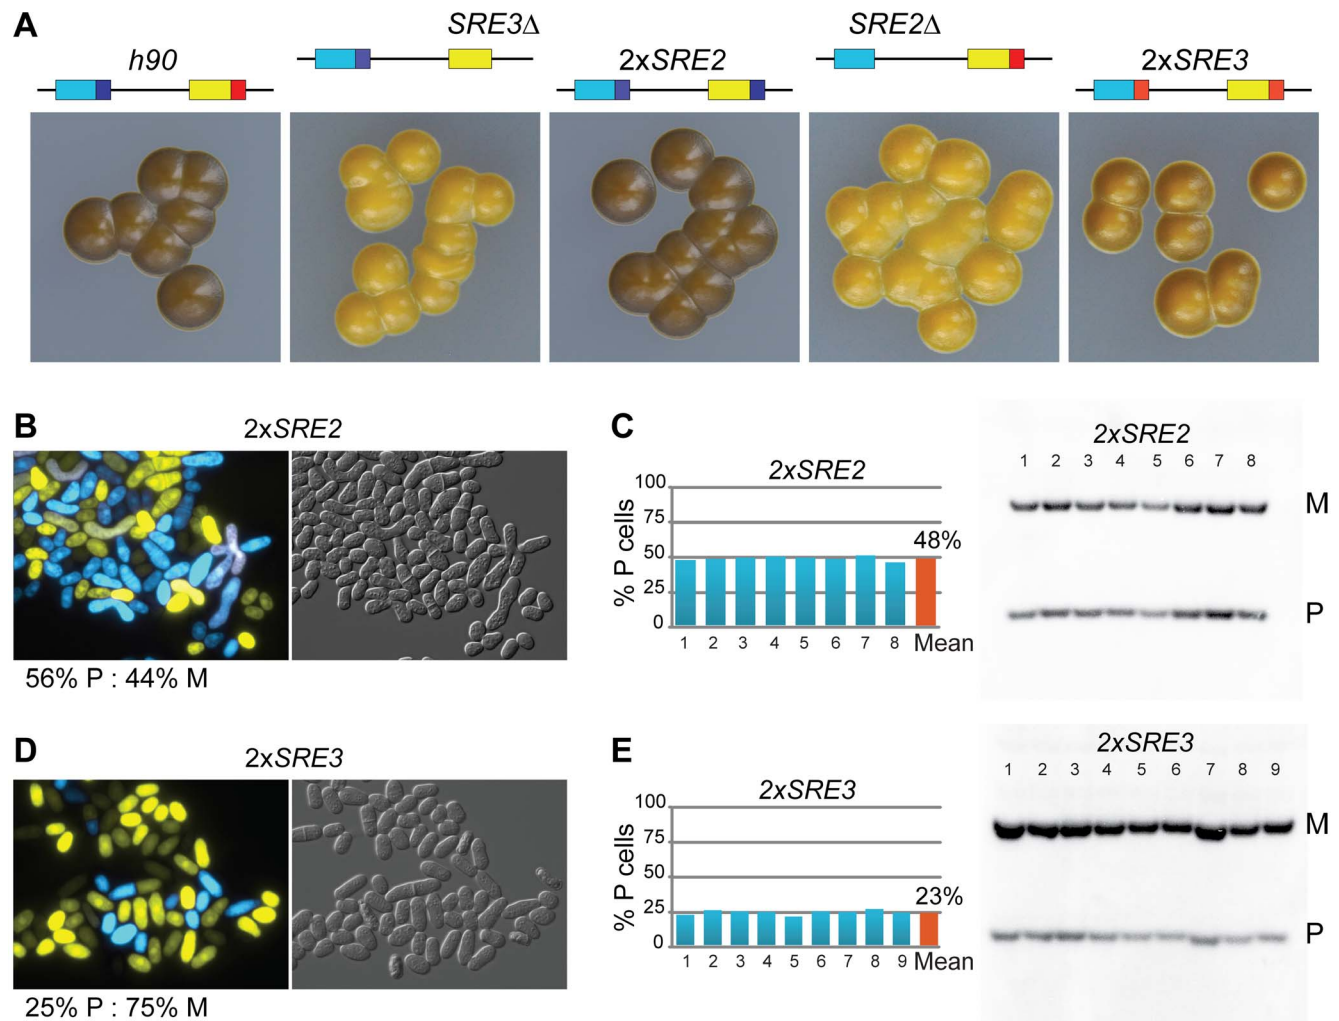 A
h90
SRE3Δ
2xSRE2
SRE2Δ
2xSRE3
B
2xSRE2
56% P : 44% M
C
2xSRE2
% P cells
100
75
50
25
0
48%
1 2 3 4 5 6 7 8 Mean
2xSRE2
1 2 3 4 5 6 7 8
M
P
D
2xSRE3
25% P : 75% M
E
2xSRE3
% P cells
100
75
50
25
0
23%
1 2 3 4 5 6 7 8 9 Mean
2xSRE3
1 2 3 4 5 6 7 8 9
M
P